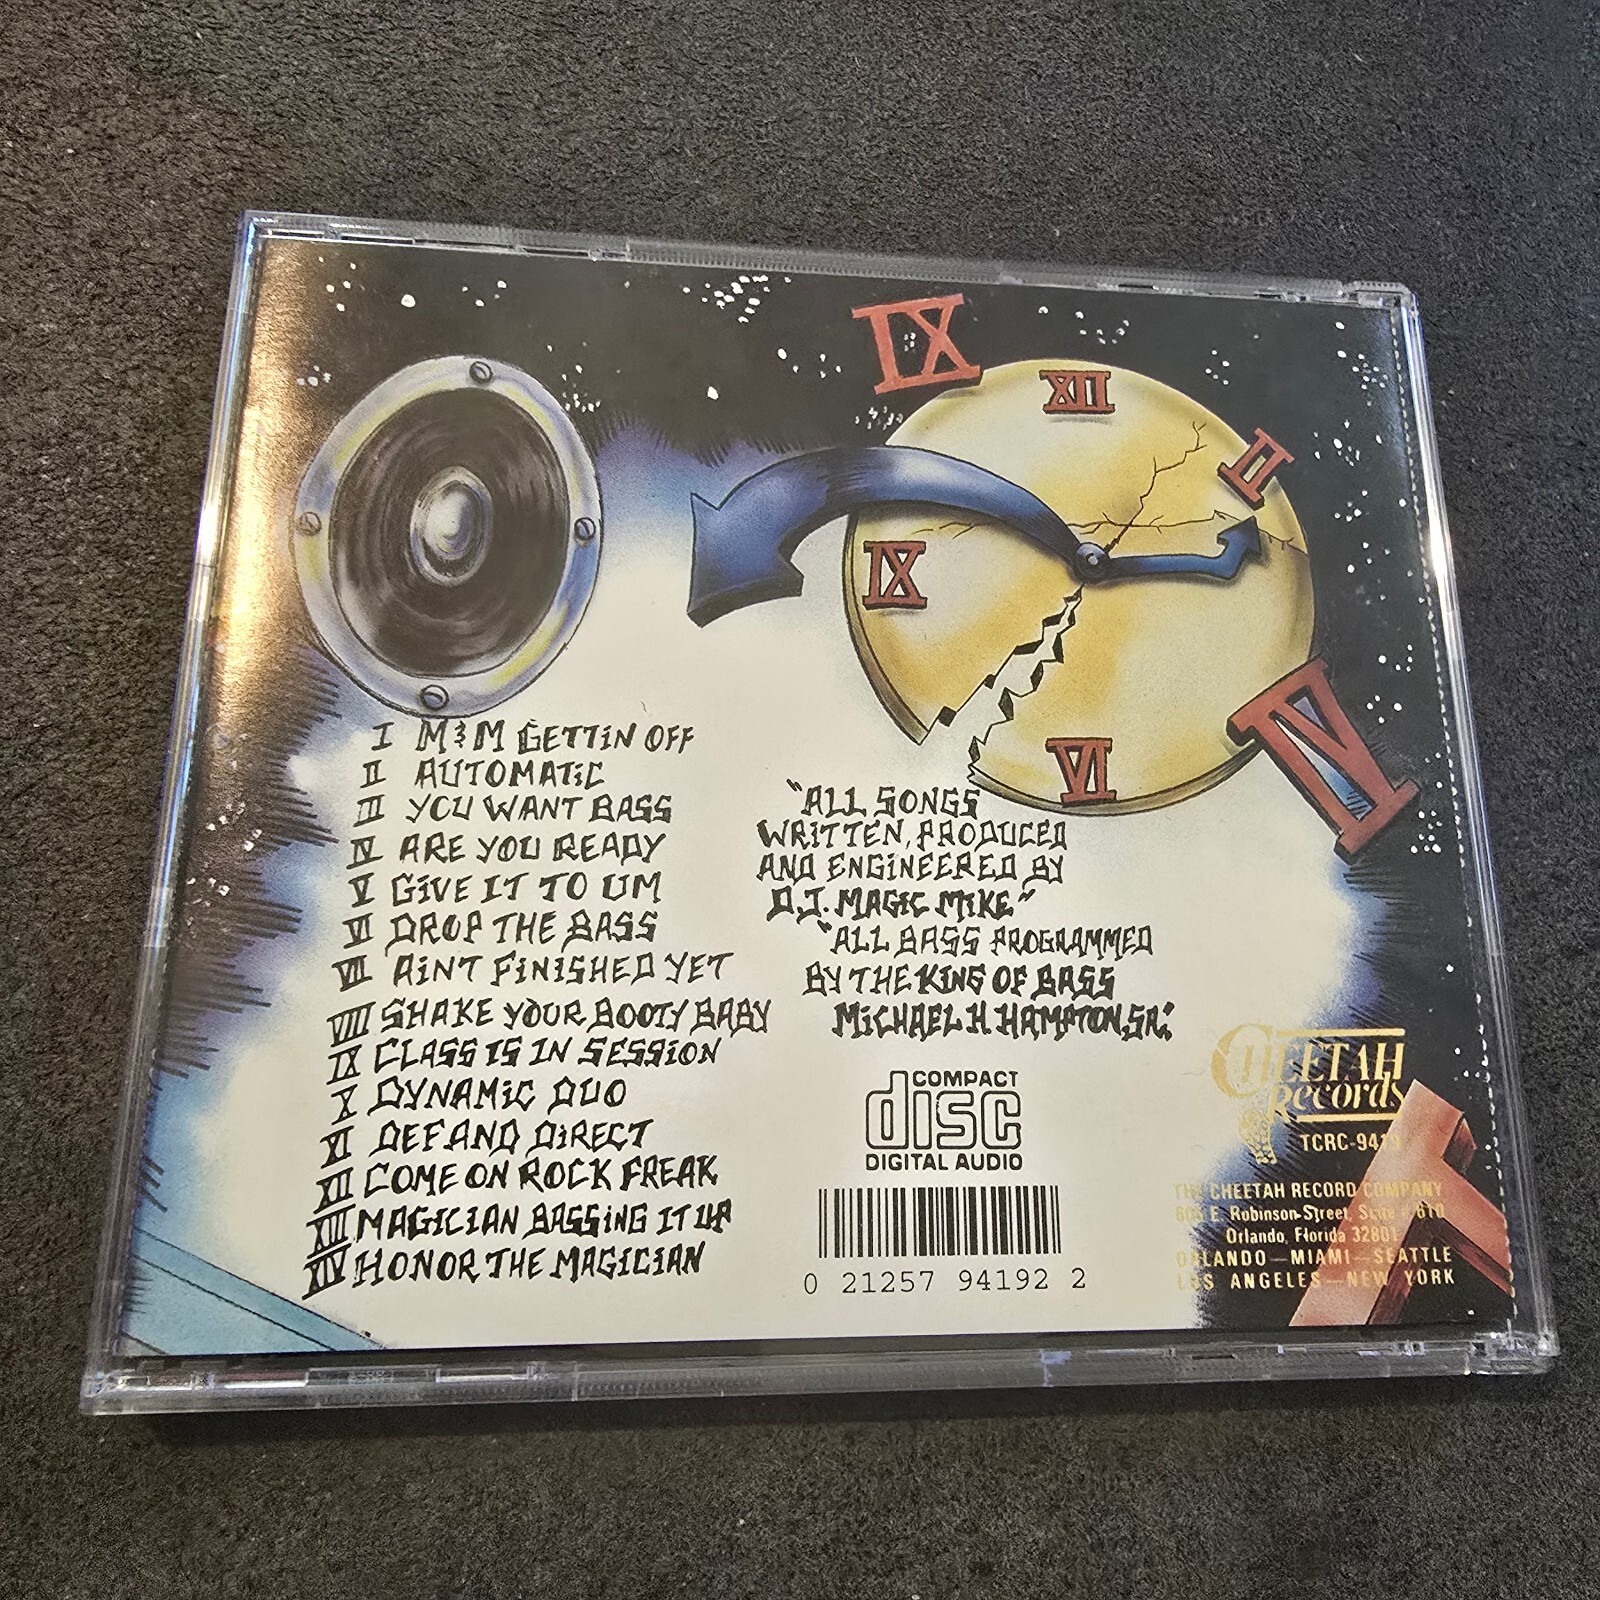 IX
XII
II
IX
IV
VI
I M&M GETTIN OFF
II AUTOMATIC
III YOU WANT BASS
IV ARE YOU READY
V GIVE IT TO UM
VI DROP THE BASS
VII AIN'T FINISHED YET
VIII SHAKE YOUR BOOTY BABY
IX CLASS IS IN SESSION
X DYNAMIC DUO
XI DEF AND DIRECT
XII COME ON ROCK FREAK
XIII MAGICIAN BASSING IT UP
XIV HONOR THE MAGICIAN
"ALL SONGS
WRITTEN, PRODUCED
AND ENGINEERED BY
D.J. MAGIC MIKE"
"ALL BASS PROGRAMMED
BY THE KING OF BASS
MICHAEL H. HAMPTON, SR."
COMPACT
disc
DIGITAL AUDIO
0 21257 94192 2
CHEETAH
Records
THE CHEETAH RECORD COMPANY
E. Robinson Street,
Orlando, Florida 32801
ORLANDO—MIAMI—SEATTLE
LOS ANGELES—NEW YORK